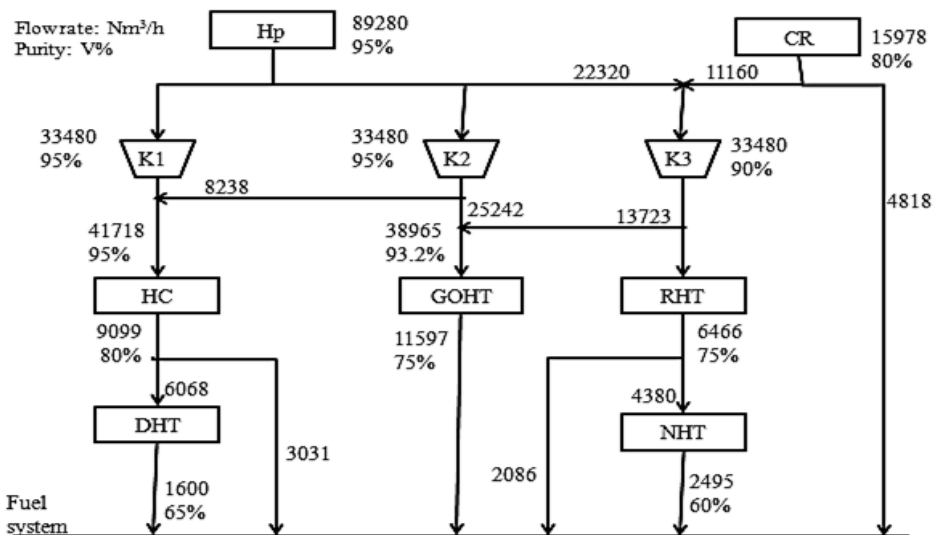 Flowrate: Nm³/h
Purity: V%
Hp
89280
95%
CR
15978
80%
22320
11160
33480
95%
K1
33480
95%
K2
K3
33480
90%
8238
25242
13723
4818
41718
95%
38965
93.2%
HC
GOHT
RHT
9099
80%
11597
75%
6466
75%
6068
4380
DHT
NHT
3031
2086
1600
65%
2495
60%
Fuel
system